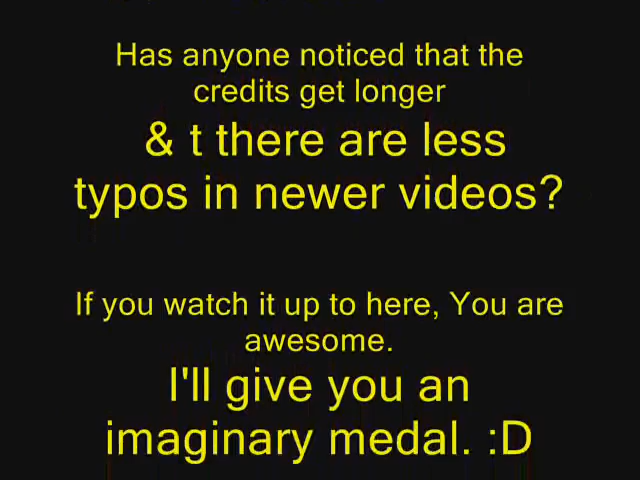 Has anyone noticed that the
credits get longer
& t there are less
typos in newer videos?
If you watch it up to here, You are
awesome.
I'll give you an
imaginary medal. :D